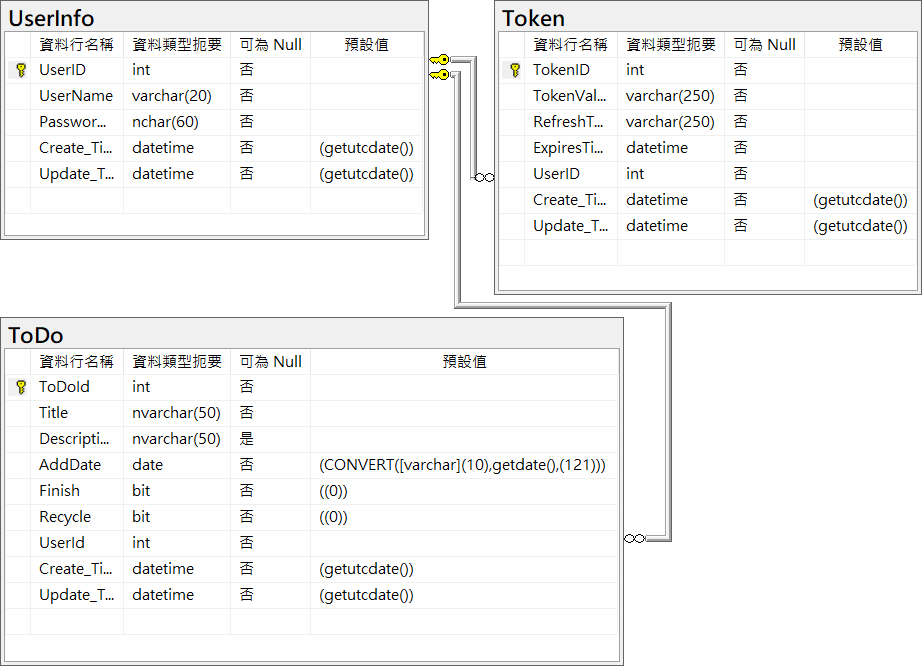 UserInfo
資料行名稱 資料類型扼要 可為 Null 預設值
UserID int 否
UserName varchar(20) 否
Passwor... nchar(60) 否
Create_Ti... datetime 否 (getutcdate())
Update_T... datetime 否 (getutcdate())
Token
資料行名稱 資料類型扼要 可為 Null 預設值
TokenID int 否
TokenVal... varchar(250) 否
RefreshT... varchar(250) 否
ExpiresTi... datetime 否
UserID int 否
Create_Ti... datetime 否 (getutcdate())
Update_T... datetime 否 (getutcdate())
ToDo
資料行名稱 資料類型扼要 可為 Null 預設值
ToDoId int 否
Title nvarchar(50) 否
Descripti... nvarchar(50) 是
AddDate date 否 (CONVERT([varchar](10),getdate(),(121)))
Finish bit 否 ((0))
Recycle bit 否 ((0))
UserId int 否
Create_Ti... datetime 否 (getutcdate())
Update_T... datetime 否 (getutcdate())